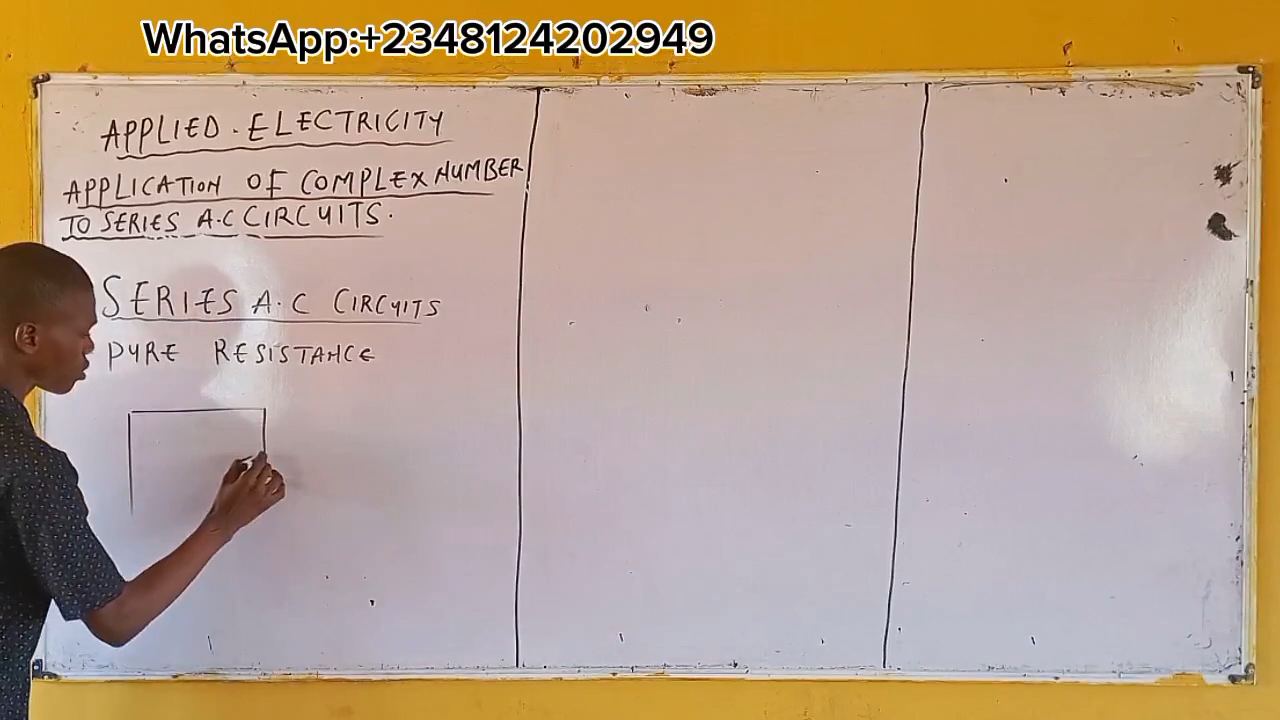 WhatsApp:+2348124202949
APPLIED. ELECTRICITY
APPLICATION OF COMPLEX NUMBER
TO SERIES A.C CIRCUITS.
SERIES A.C CIRCUITS
PURE RESISTANCE